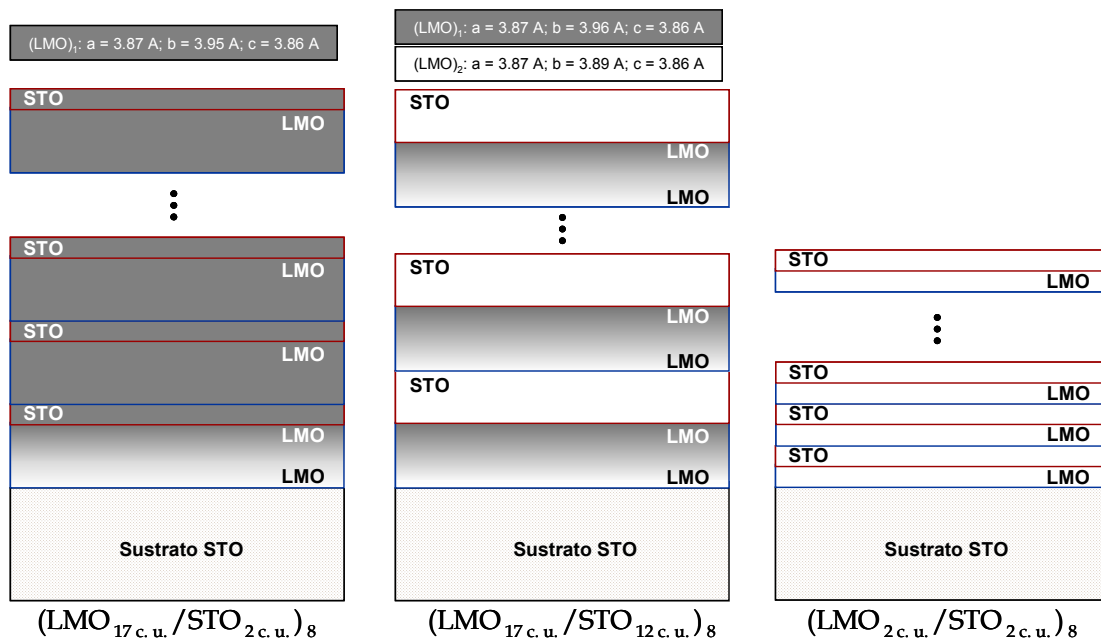 (LMO)1: a = 3.87 A; b = 3.95 A; c = 3.86 A
STO
LMO
STO
LMO
STO
LMO
STO
LMO
LMO
Sustrato STO
(LMO17 c. u./STO2 c. u.)8
(LMO)1: a = 3.87 A; b = 3.96 A; c = 3.86 A
(LMO)2: a = 3.87 A; b = 3.89 A; c = 3.86 A
STO
LMO
LMO
STO
LMO
LMO
STO
LMO
LMO
Sustrato STO
(LMO17 c. u./STO12 c. u.)8
STO
LMO
STO
LMO
STO
LMO
STO
LMO
Sustrato STO
(LMO2 c. u./STO2 c. u.)8